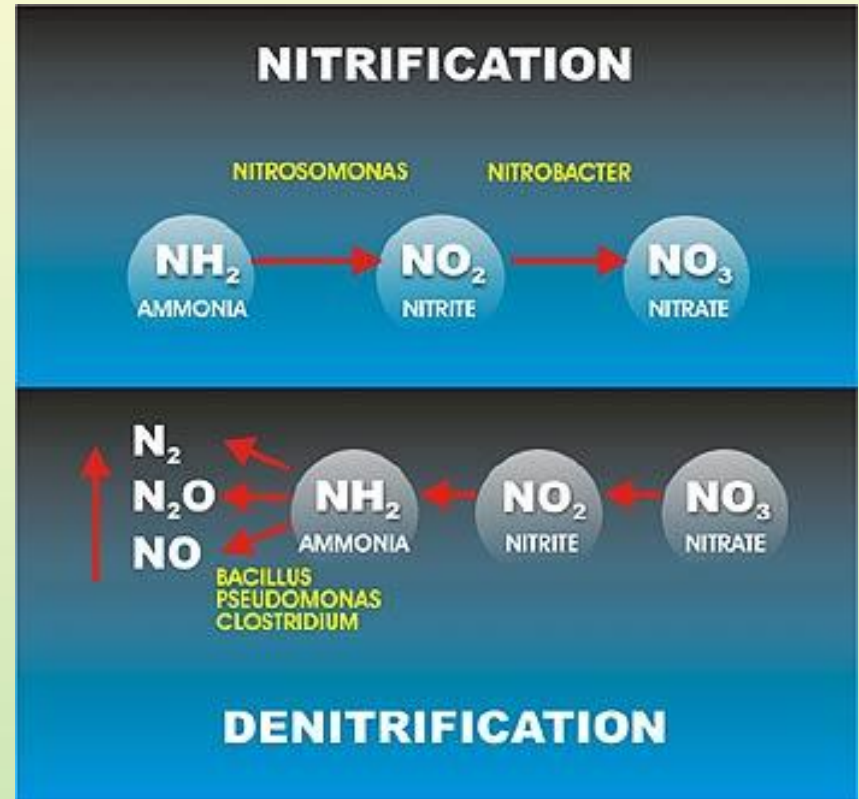 NITRIFICATION
NITROSOMONAS NITROBACTER
NH₂ NO₂ NO₃
AMMONIA NITRITE NITRATE
N₂
N₂O NH₂ NO₂ NO₃
NO AMMONIA NITRITE NITRATE
BACILLUS
PSEUDOMONAS
CLOSTRIDIUM
DENITRIFICATION